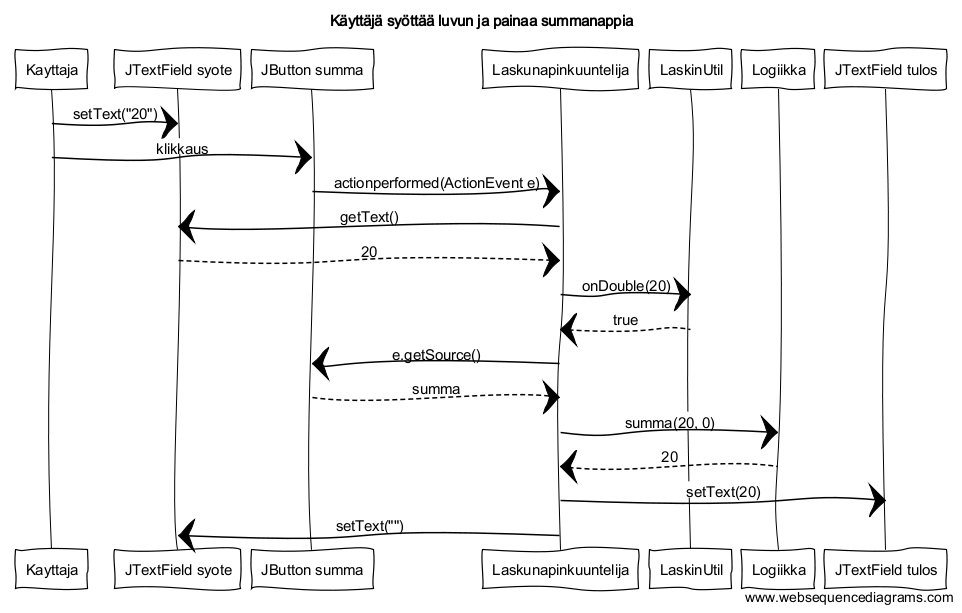 Käyttäjä syöttää luvun ja painaa summanappia
Kayttaja JTextField syote JButton summa Laskunapinkuuntelija LaskinUtil Logiikka JTextField tulos
setText("20")
klikkaus
actionperformed(ActionEvent e)
getText()
20
onDouble(20)
true
e.getSource()
summa
summa(20, 0)
20
setText(20)
setText("")
Kayttaja JTextField syote JButton summa Laskunapinkuuntelija LaskinUtil Logiikka JTextField tulos
www.websequencediagrams.com